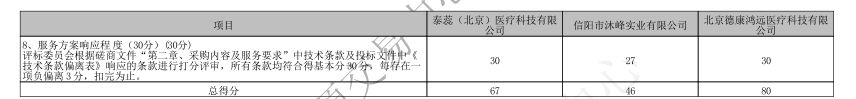 项目
泰蕊（北京）医疗科技有限
公司
信阳市沐峰实业有限公司
北京德康鸿远医疗科技有限
公司
8、服务方案响应程 度（30分）(30分)
评标委员会根据磋商文件“第二章、采购内容及服务要求”中技术条款及投标文件中《
技术条款偏离表》响应的条款进行打分评审，所有条款均符合得基本分 30分，每存在一
项负偏离 3 分，扣完为止。
30
27
30
总得分
67
46
80